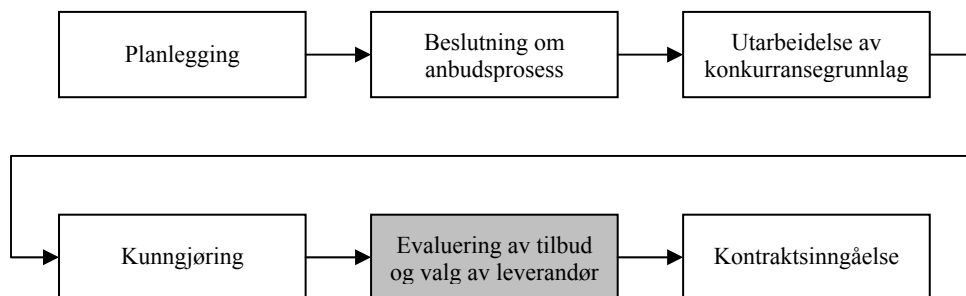 Planlegging
Beslutning om
anbudsprosess
Utarbeidelse av
konkurransegrunnlag
Kunngjøring
Evaluering av tilbud
og valg av leverandør
Kontraktsinngåelse